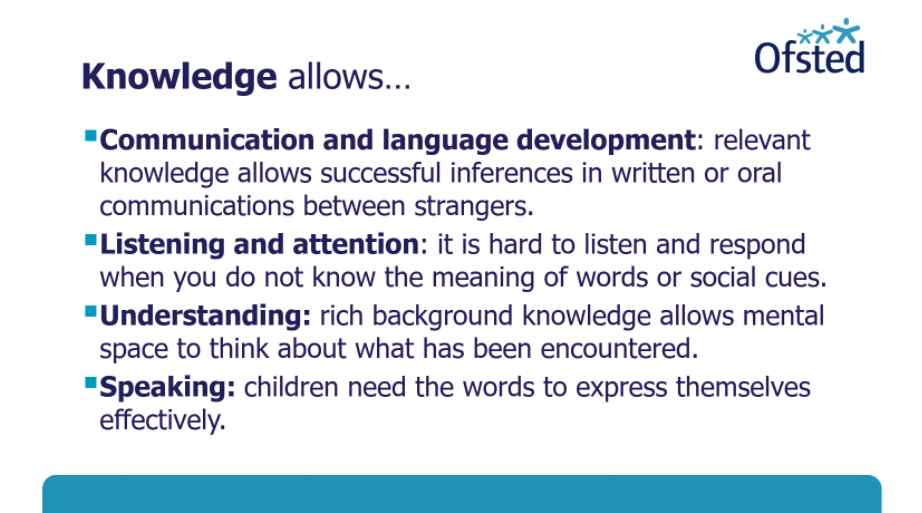 Ofsted
Knowledge allows…
▪Communication and language development: relevant
knowledge allows successful inferences in written or oral
communications between strangers.
▪Listening and attention: it is hard to listen and respond
when you do not know the meaning of words or social cues.
▪Understanding: rich background knowledge allows mental
space to think about what has been encountered.
▪Speaking: children need the words to express themselves
effectively.